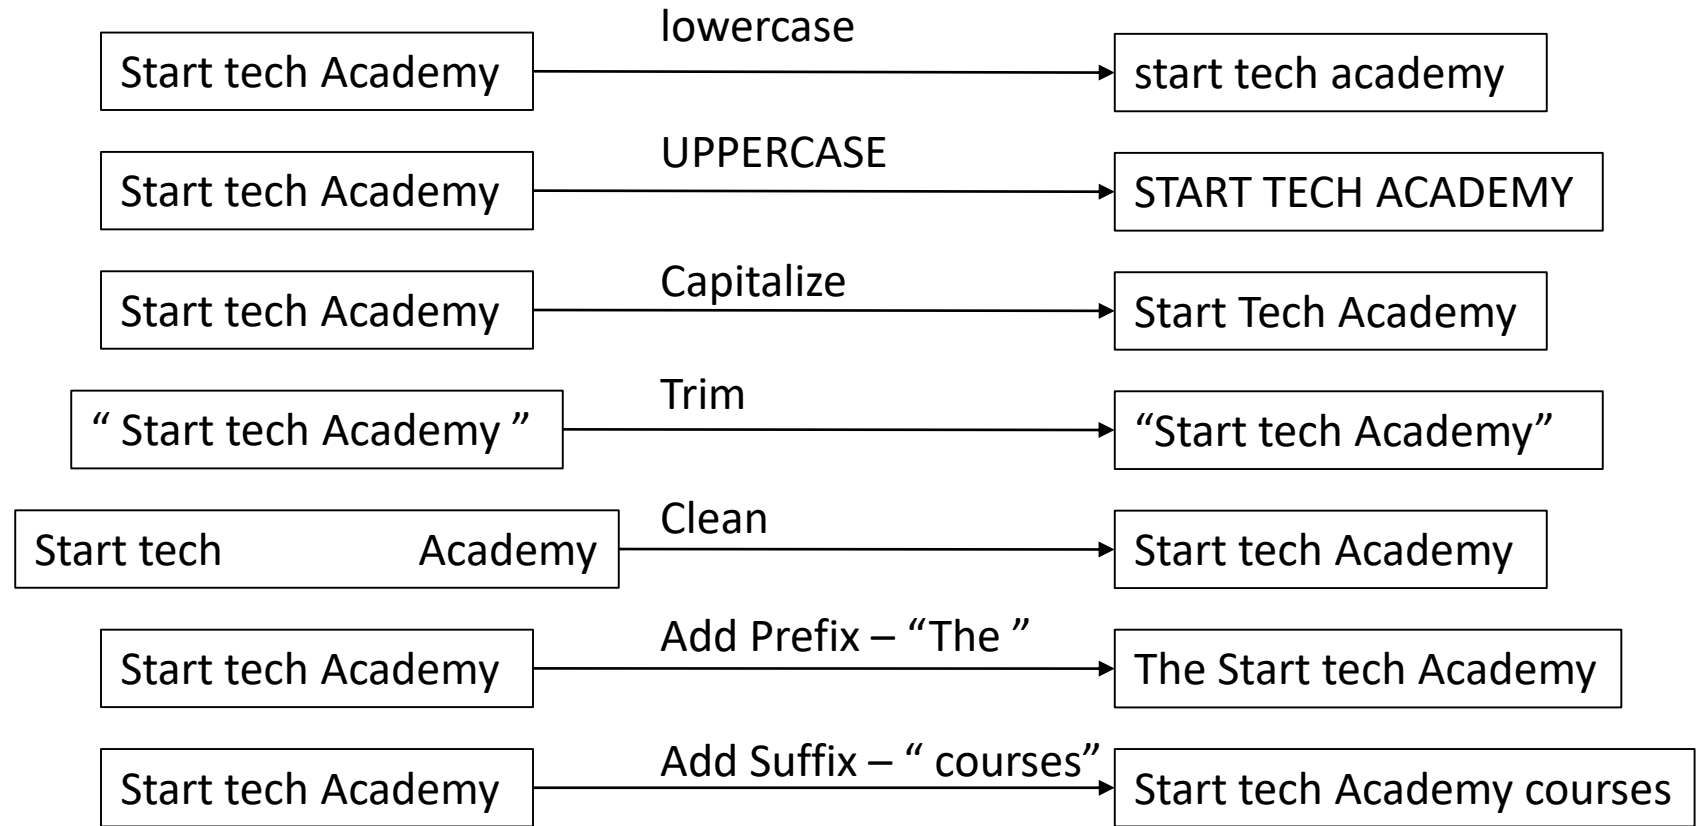 lowercase
Start tech Academy start tech academy
UPPERCASE
Start tech Academy START TECH ACADEMY
Capitalize
Start tech Academy Start Tech Academy
Trim
“ Start tech Academy ” “Start tech Academy”
Clean
Start tech Academy Start tech Academy
Add Prefix – “The ”
Start tech Academy The Start tech Academy
Add Suffix – “ courses”
Start tech Academy Start tech Academy courses